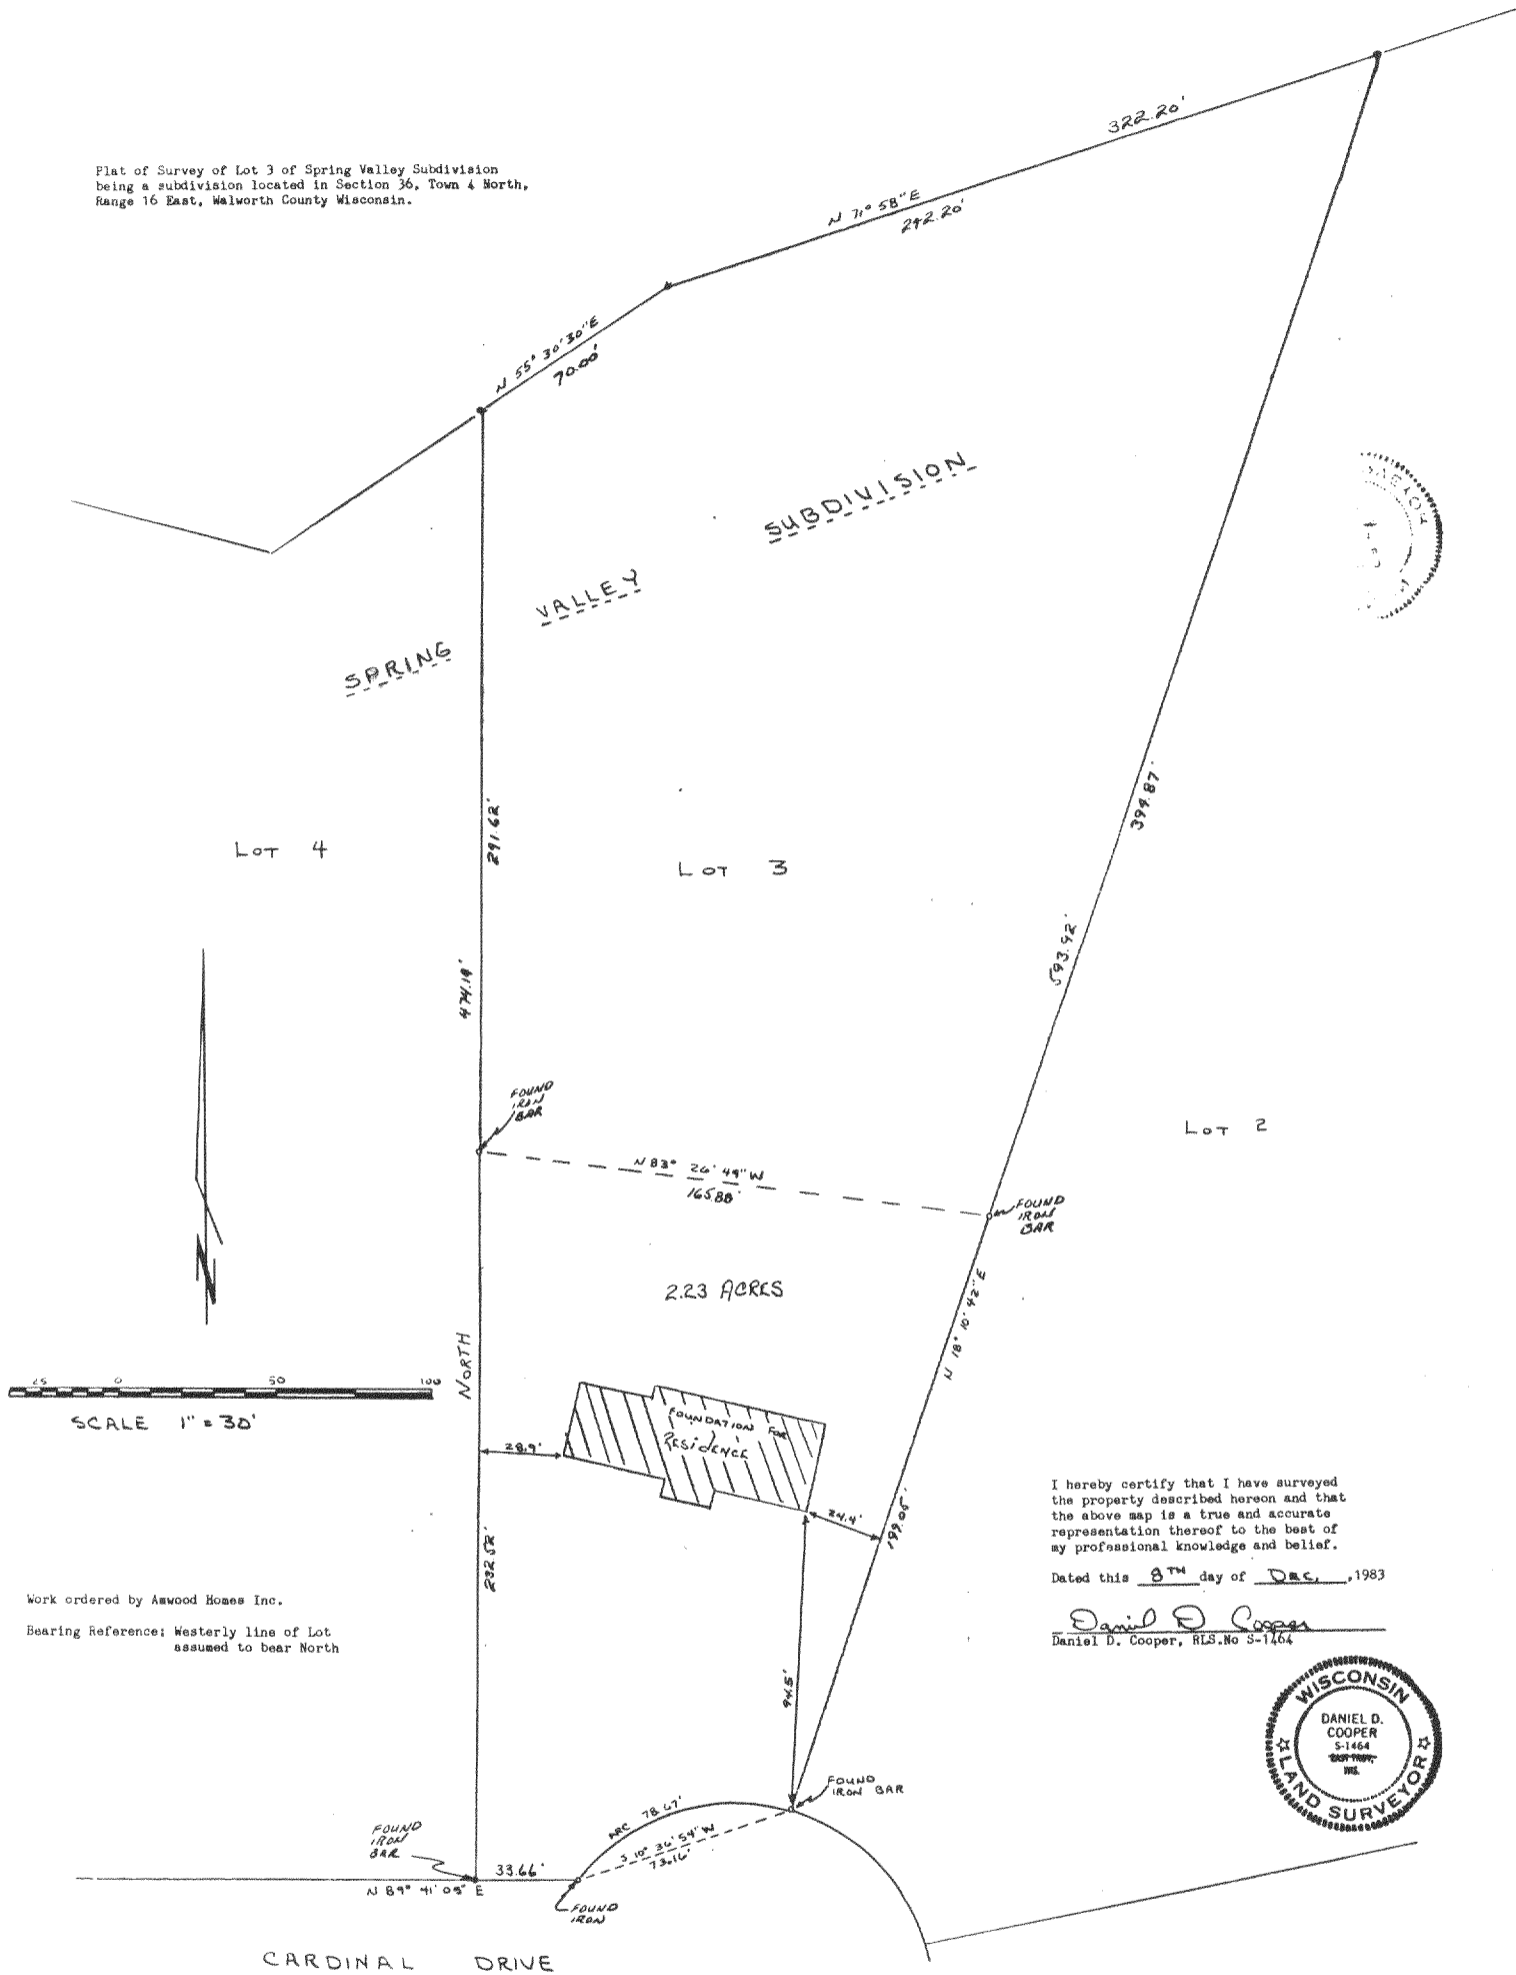 322.20'
Plat of Survey of Lot 3 of Spring Valley Subdivision
being a subdivision located in Section 36, Town 4 North,
Range 16 East, Walworth County Wisconsin.
N 71° 58" E
242.20'
N 55° 30' 30" E
70.00'
SUBDIVISION
VALLEY
SPRING
291.62'
394.87'
LOT 4
LOT 3
593.92'
474.14'
FOUND
IRON
BAR
LOT 2
N 83° 26' 49" W
165.88'
FOUND
IRON
BAR
2.23 ACRES
N 18° 10' 42" E
NORTH
N
25 0 50 100
SCALE 1" = 30'
FOUNDATION FOR
RESIDENCE
28.9'
24.4'
199.05'
I hereby certify that I have surveyed
the property described hereon and that
the above map is a true and accurate
representation thereof to the best of
my professional knowledge and belief.
232.52'
Dated this 8TH day of DEC. ,1983
Work ordered by Amwood Homes Inc.
Bearing Reference: Westerly line of Lot
assumed to bear North
Daniel D Cooper
Daniel D. Cooper, RLS.No S-1464
94.5'
WISCONSIN
DANIEL D.
COOPER
S-1464
WIS.
LAND SURVEYOR
FOUND
IRON BAR
ARC 78.67'
S 70° 36' 54" W
73.16'
FOUND
IRON
BAR
33.66'
N 89° 41' 05" E
FOUND
IRON
CARDINAL DRIVE